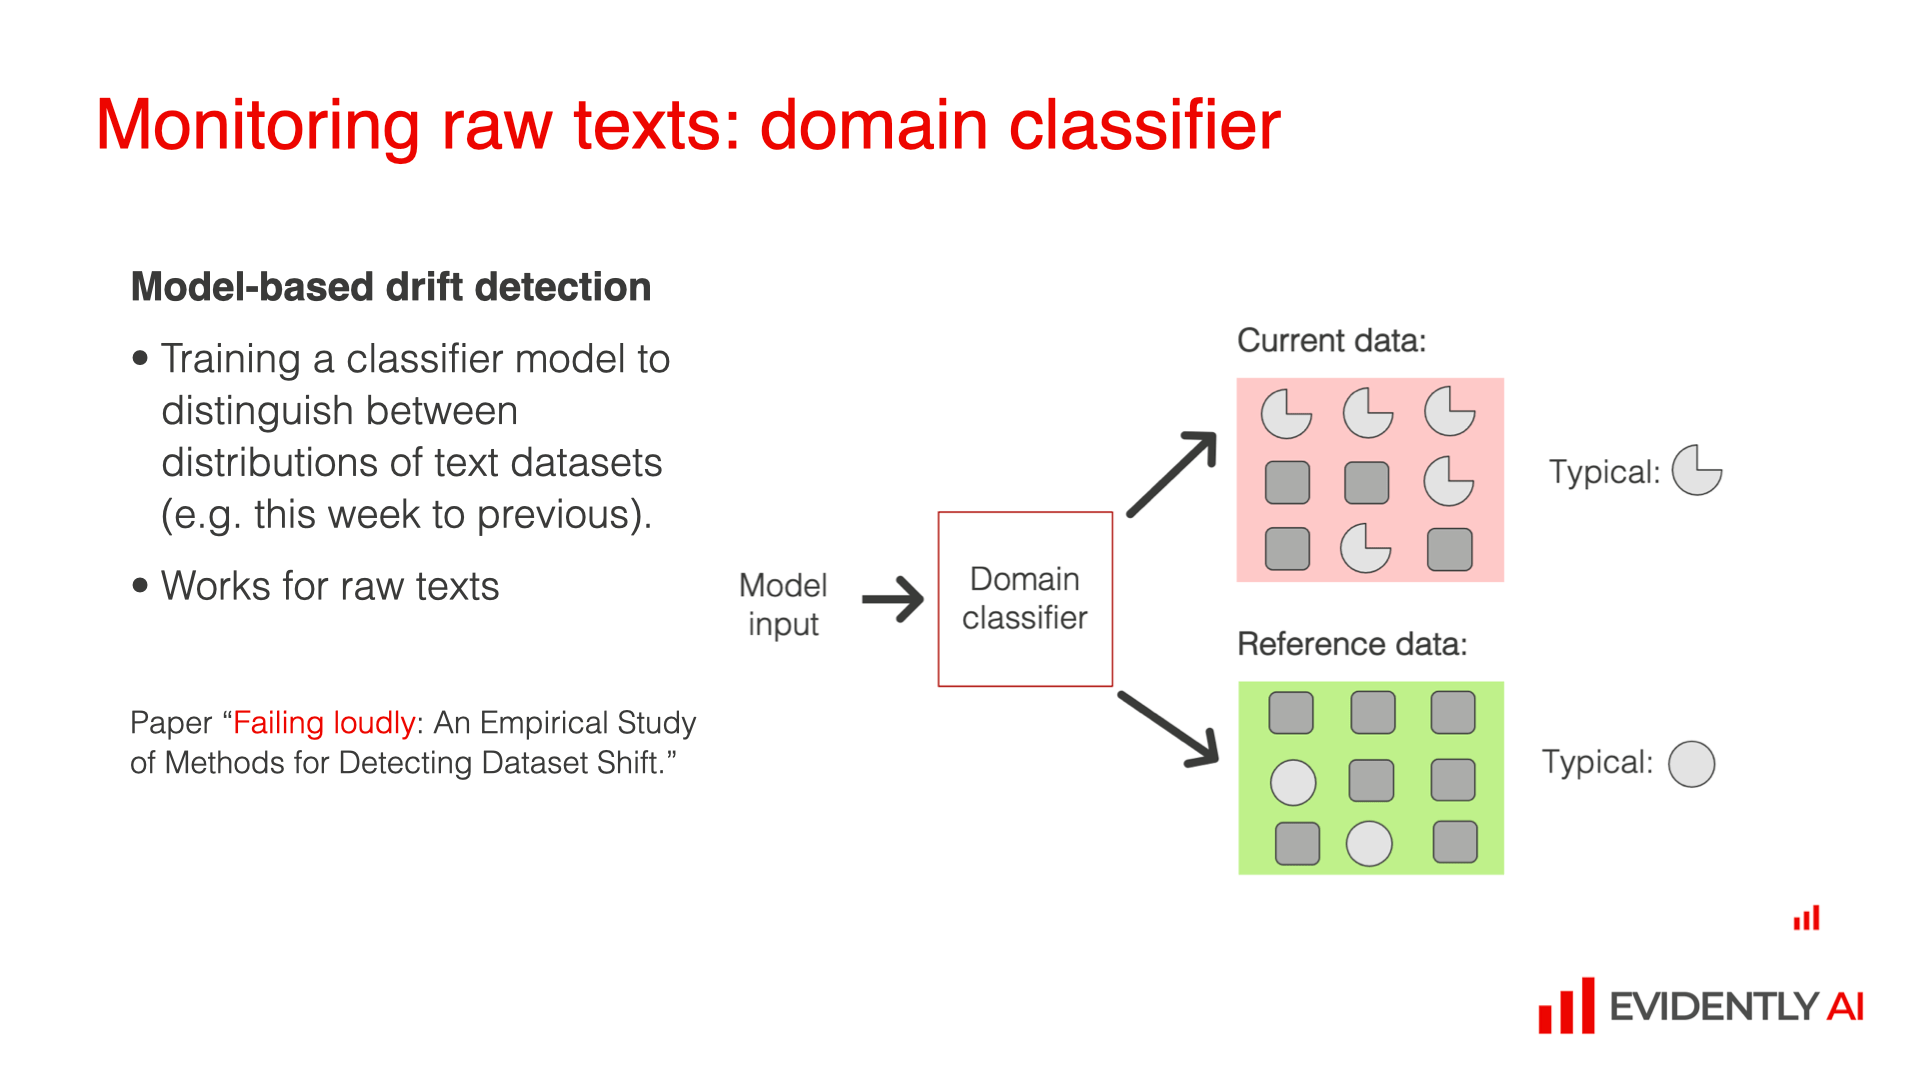 Monitoring raw texts: domain classifier
Model-based drift detection
• Training a classifier model to
distinguish between
distributions of text datasets
(e.g. this week to previous).
• Works for raw texts
Paper “Failing loudly: An Empirical Study
of Methods for Detecting Dataset Shift.”
Model
input
Domain
classifier
Current data:
Typical:
Reference data:
Typical:
EVIDENTLY AI